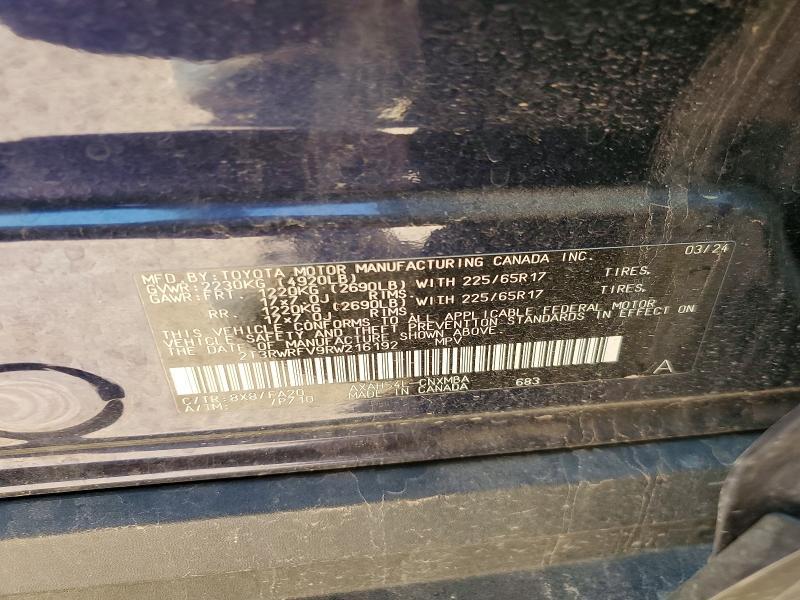 MFD. BY: TOYOTA MOTOR MANUFACTURING CANADA INC. 03/24
GVWR: 2230KG (4920LB)
GAWR: FRT. 1220KG (2690LB) WITH 225/65R17 TIRES.
17x7.0J RIMS.
RR. 1220KG (2690LB) WITH 225/65R17 TIRES.
17x7.0J RIMS.
THIS VEHICLE CONFORMS TO ALL APPLICABLE FEDERAL MOTOR
VEHICLE SAFETY AND THEFT PREVENTION STANDARDS IN EFFECT ON
THE DATE OF MANUFACTURE SHOWN ABOVE.
2T3RWRFV9RW216192 MPV
C/TR: 8X8/FA20 AXAH54L-CNXMBA 683 A
A/TM: /P710 MADE IN CANADA